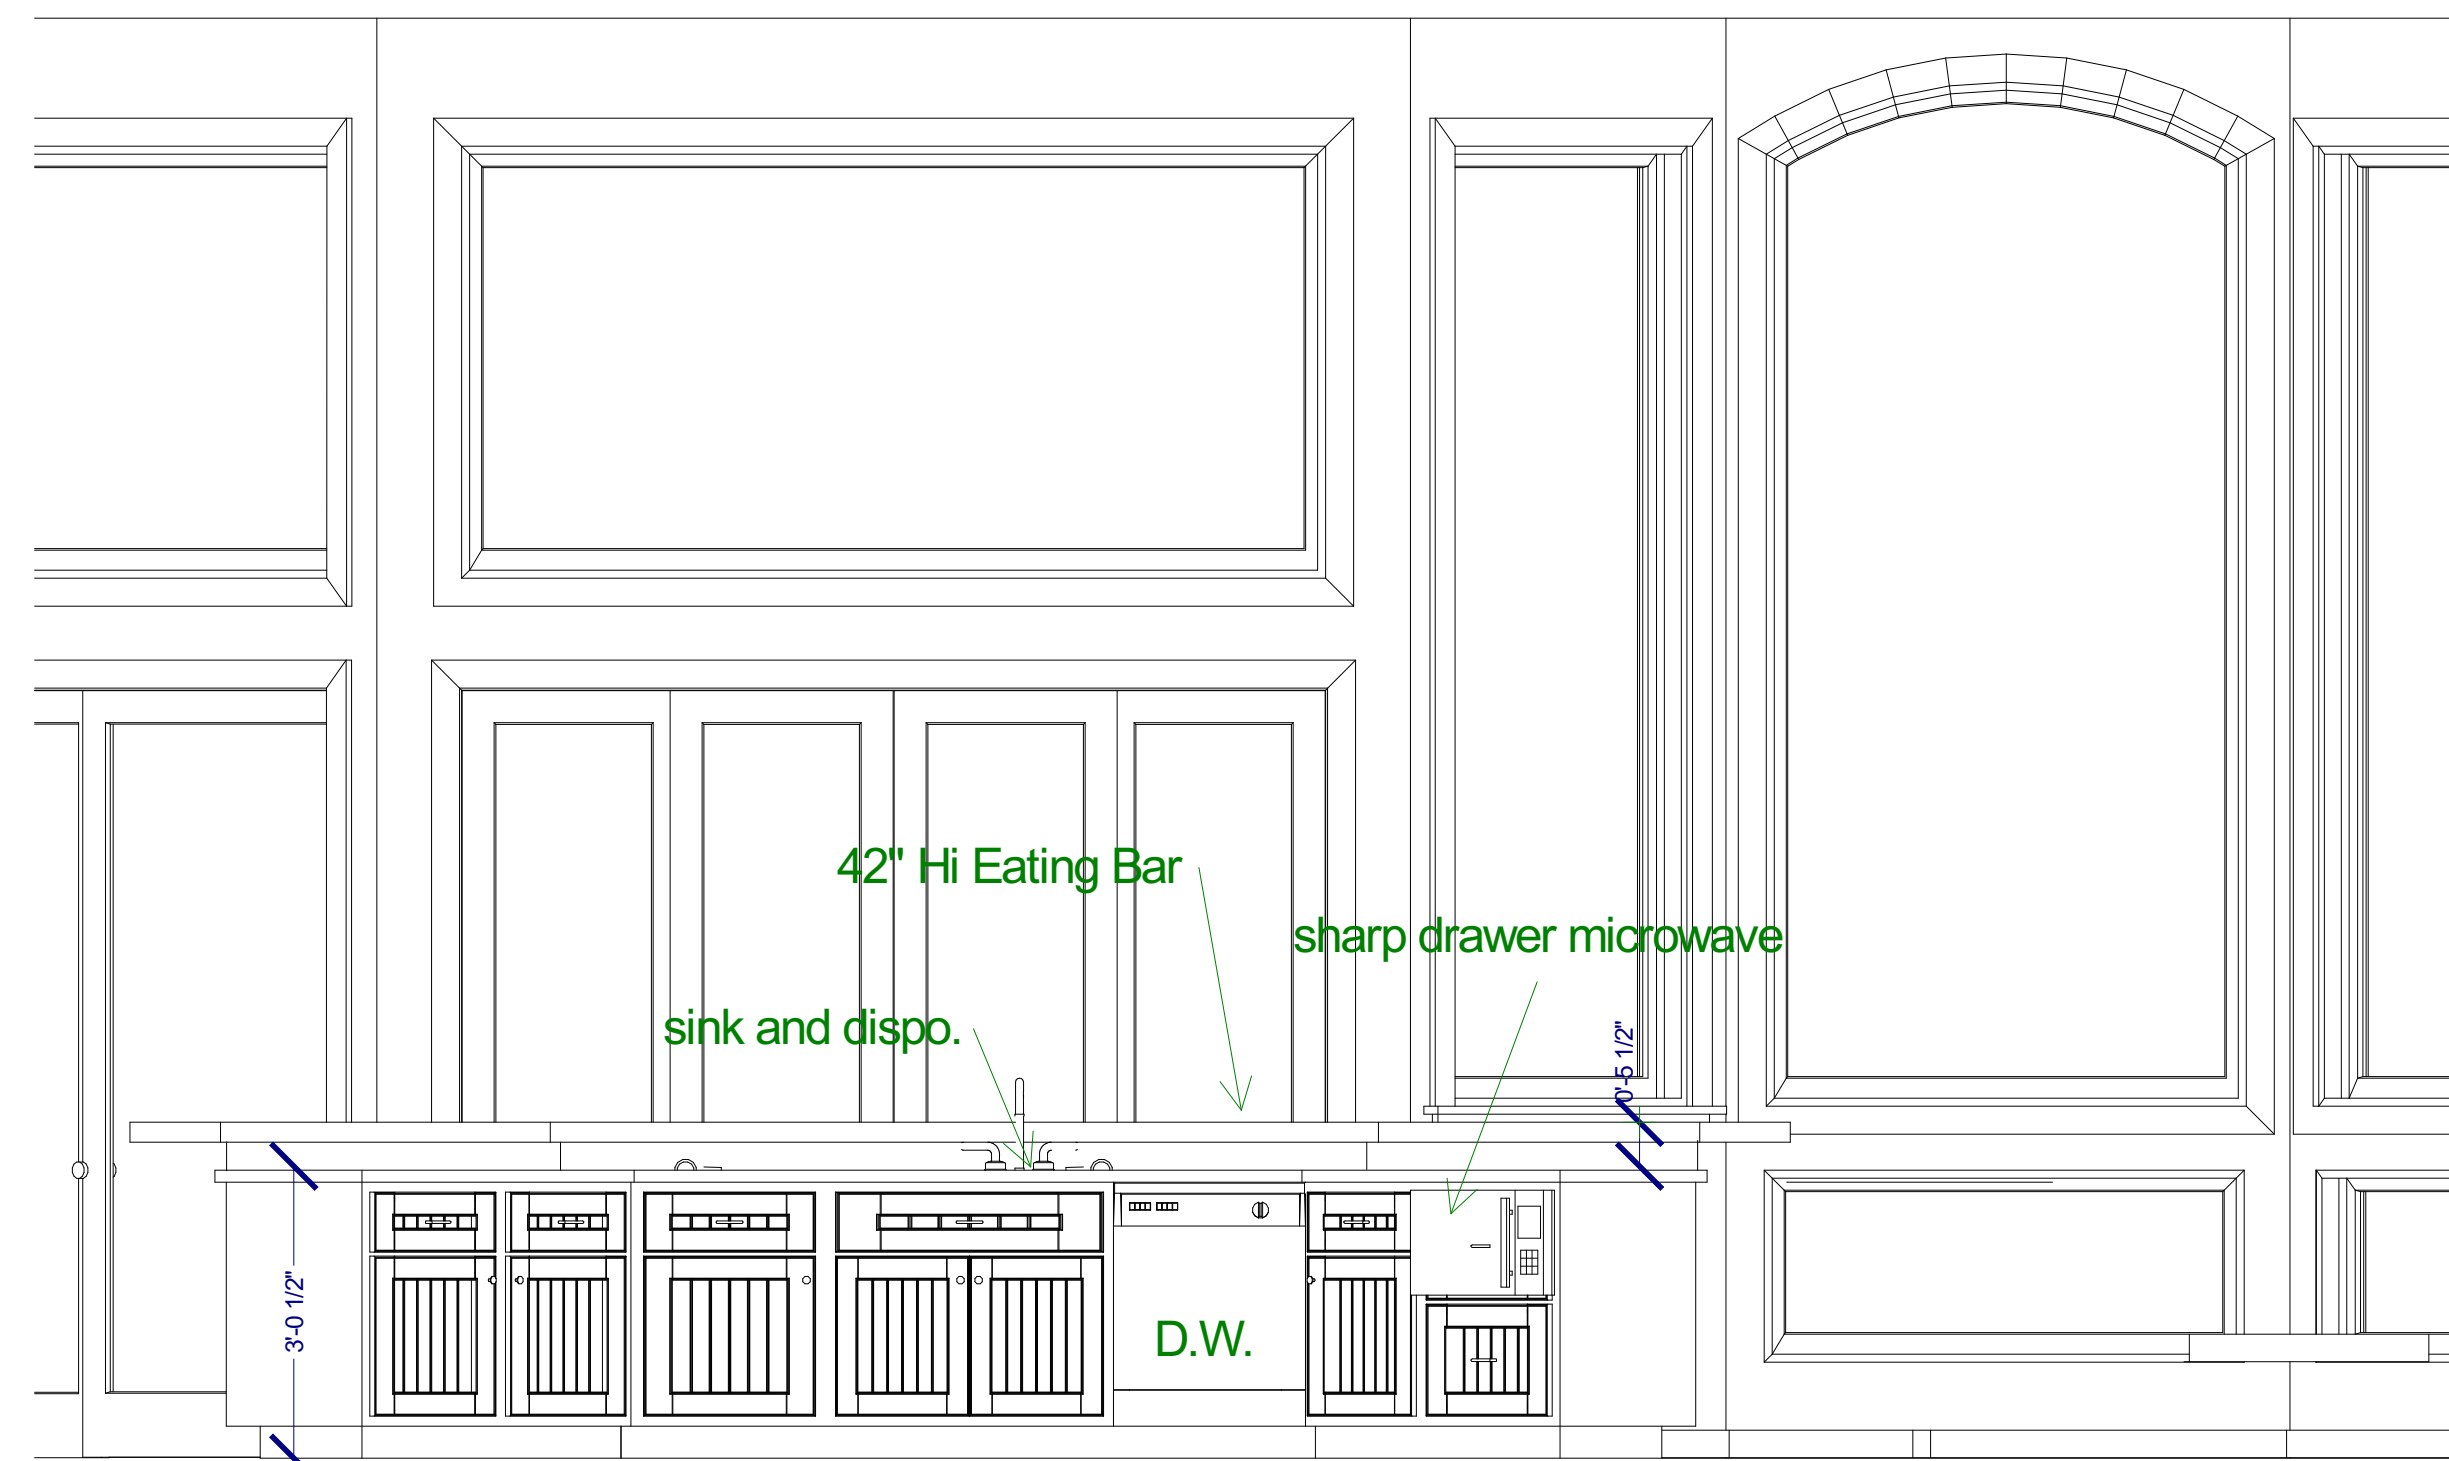 42" Hi Eating Bar
sharp drawer microwave
sink and dispo.
0'-5 1/2"
3'-0 1/2"
D.W.